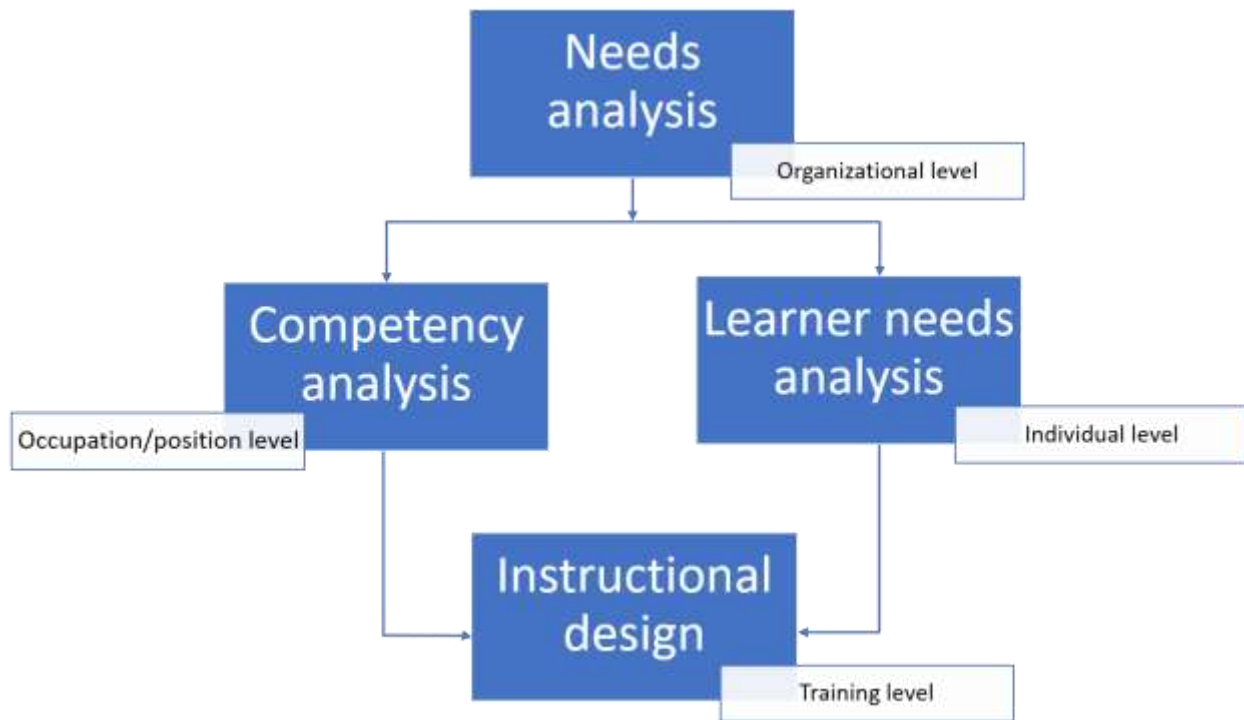 Needs
analysis
Organizational level
Competency
analysis
Occupation/position level
Learner needs
analysis
Individual level
Instructional
design
Training level